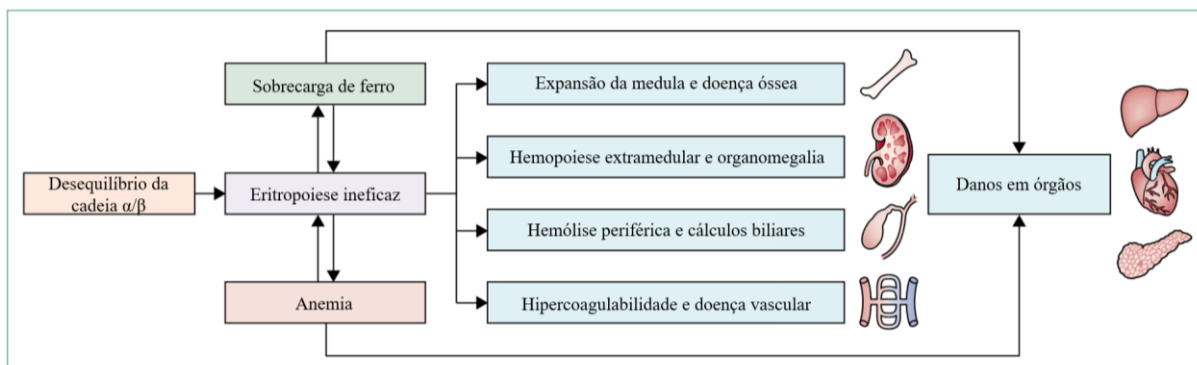 Sobrecarga de ferro
Expansão da medula e doença óssea
Hemopoiese extramedular e organomegalia
Desequilíbrio da
cadeia α/β
Eritropoiese ineficaz
Danos em órgãos
Hemólise periférica e cálculos biliares
Anemia
Hipercoagulabilidade e doença vascular